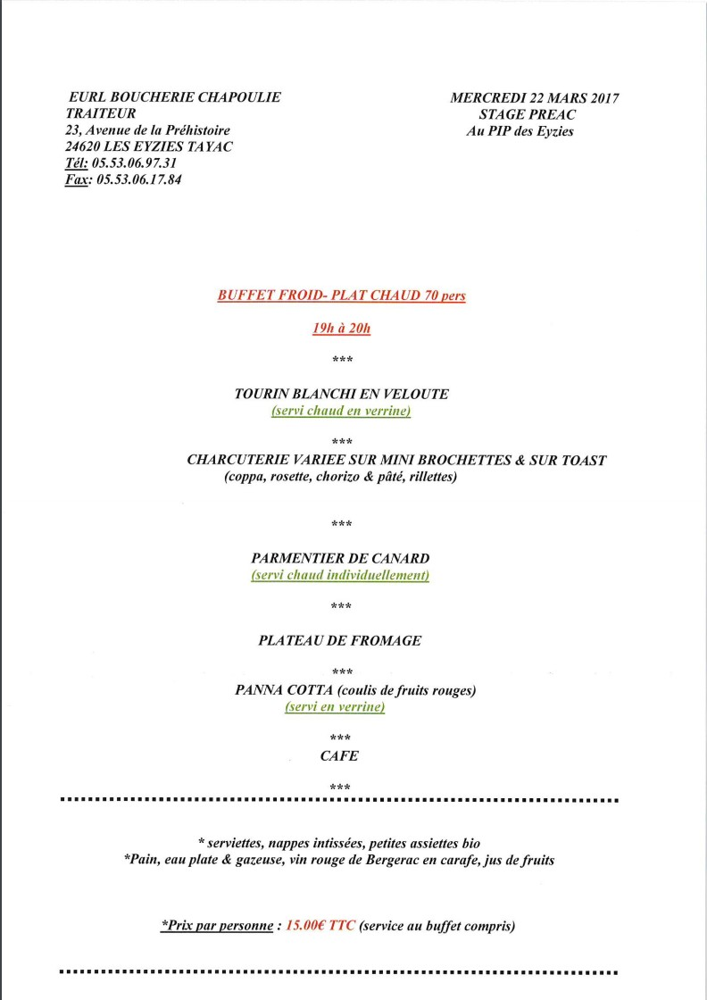 EURL BOUCHERIE CHAPOULIE
TRAITEUR
23, Avenue de la Préhistoire
24620 LES EYZIES TAYAC
Tél: 05.53.06.97.31
Fax: 05.53.06.17.84
MERCREDI 22 MARS 2017
STAGE PREAC
Au PIP des Eyzies
BUFFET FROID- PLAT CHAUD 70 pers
19h à 20h
***
TOURIN BLANCHI EN VELOUTE
(servi chaud en verrine)
***
CHARCUTERIE VARIEE SUR MINI BROCHETTES & SUR TOAST
(coppa, rosette, chorizo & pâté, rillettes)
***
PARMENTIER DE CANARD
(servi chaud individuellement)
***
PLATEAU DE FROMAGE
***
PANNA COTTA (coulis de fruits rouges)
(servi en verrine)
***
CAFE
***
* serviettes, nappes intissées, petites assiettes bio
*Pain, eau plate & gazeuse, vin rouge de Bergerac en carafe, jus de fruits
*Prix par personne : 15.00€ TTC (service au buffet compris)